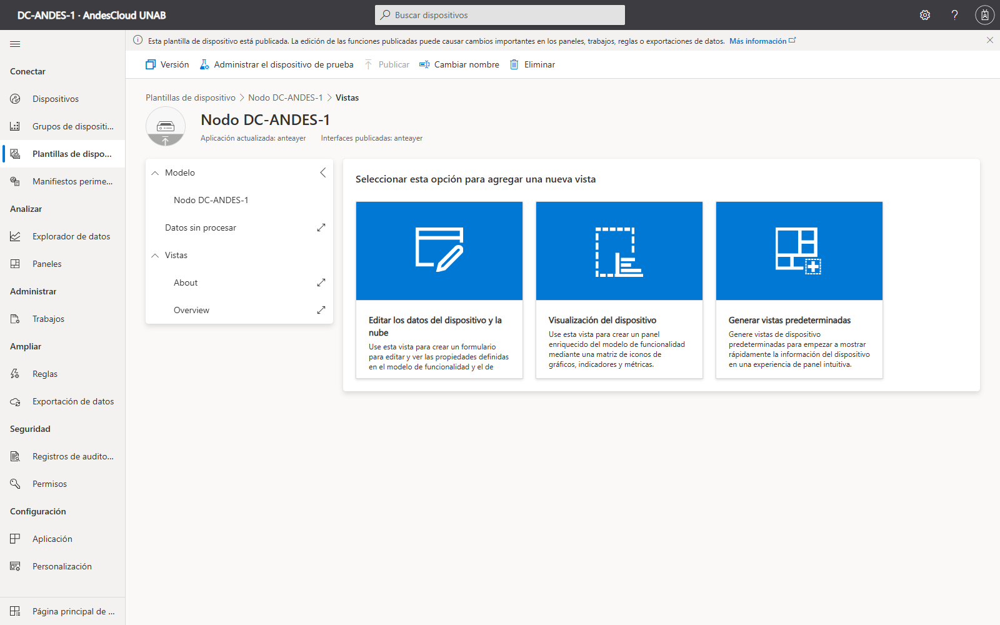 DC-ANDES-1 · AndesCloud UNAB
Buscar dispositivos
Esta plantilla de dispositivo está publicada. La edición de las funciones publicadas puede causar cambios importantes en los paneles, trabajos, reglas o exportaciones de datos. Más información
Versión
Administrar el dispositivo de prueba
Publicar
Cambiar nombre
Eliminar
Conectar
Dispositivos
Grupos de dispositi...
Plantillas de dispo...
Manifiestos perime...
Analizar
Explorador de datos
Paneles
Administrar
Trabajos
Ampliar
Reglas
Exportación de datos
Seguridad
Registros de audito...
Permisos
Configuración
Aplicación
Personalización
Página principal de ...
Plantillas de dispositivo > Nodo DC-ANDES-1 > Vistas
Nodo DC-ANDES-1
Aplicación actualizada: anteayer
Interfaces publicadas: anteayer
Modelo
Nodo DC-ANDES-1
Datos sin procesar
Vistas
About
Overview
Seleccionar esta opción para agregar una nueva vista
Editar los datos del dispositivo y la
nube
Use esta vista para crear un formulario
para editar y ver las propiedades definidas
en el modelo de funcionalidad y el de
Visualización del dispositivo
Use esta vista para crear un panel
enriquecido del modelo de funcionalidad
mediante una matriz de iconos de
gráficos, indicadores y métricas.
Generar vistas predeterminadas
Genere vistas de dispositivo
predeterminadas para empezar a mostrar
rápidamente la información del dispositivo
en una experiencia de panel intuitiva.